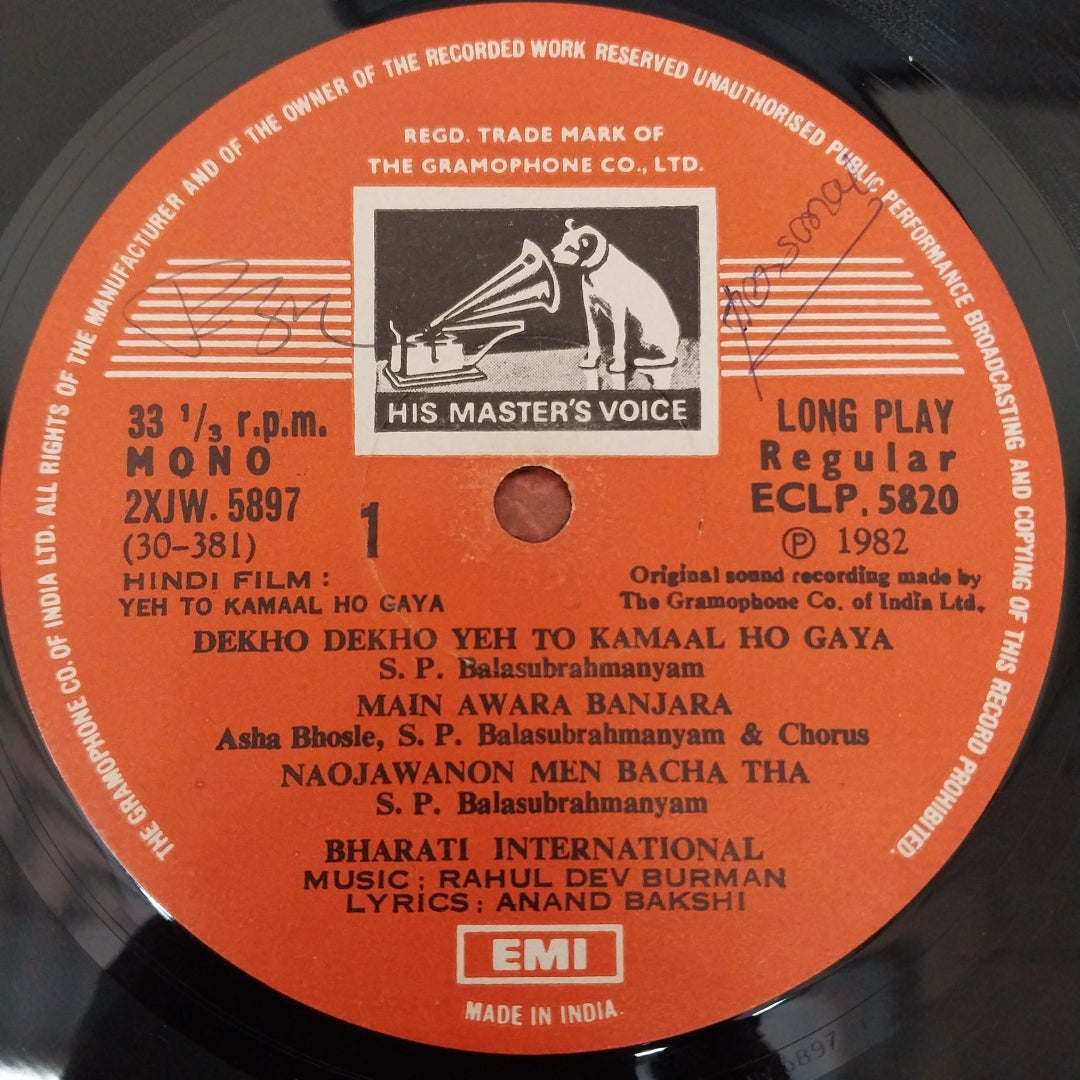 THE GRAMOPHONE CO. OF INDIA LTD. ALL RIGHTS OF THE MANUFACTURER AND OF THE OWNER OF THE RECORDED WORK RESERVED UNAUTHORISED PUBLIC PERFORMANCE BROADCASTING AND COPYING OF THIS RECORD PROHIBITED.
REGD. TRADE MARK OF
THE GRAMOPHONE CO., LTD.
HIS MASTER'S VOICE
33 1/3 r.p.m.
MONO
2XJW. 5897
(30-381)
1
LONG PLAY
Regular
ECLP. 5820
Ⓟ 1982
HINDI FILM :
YEH TO KAMAAL HO GAYA
Original sound recording made by
The Gramophone Co. of India Ltd.
DEKHO DEKHO YEH TO KAMAAL HO GAYA
S. P. Balasubrahmanyam
MAIN AWARA BANJARA
Asha Bhosle, S. P. Balasubrahmanyam & Chorus
NAOJAWANON MEN BACHA THA
S. P. Balasubrahmanyam
BHARATI INTERNATIONAL
MUSIC : RAHUL DEV BURMAN
LYRICS : ANAND BAKSHI
EMI
MADE IN INDIA
5897